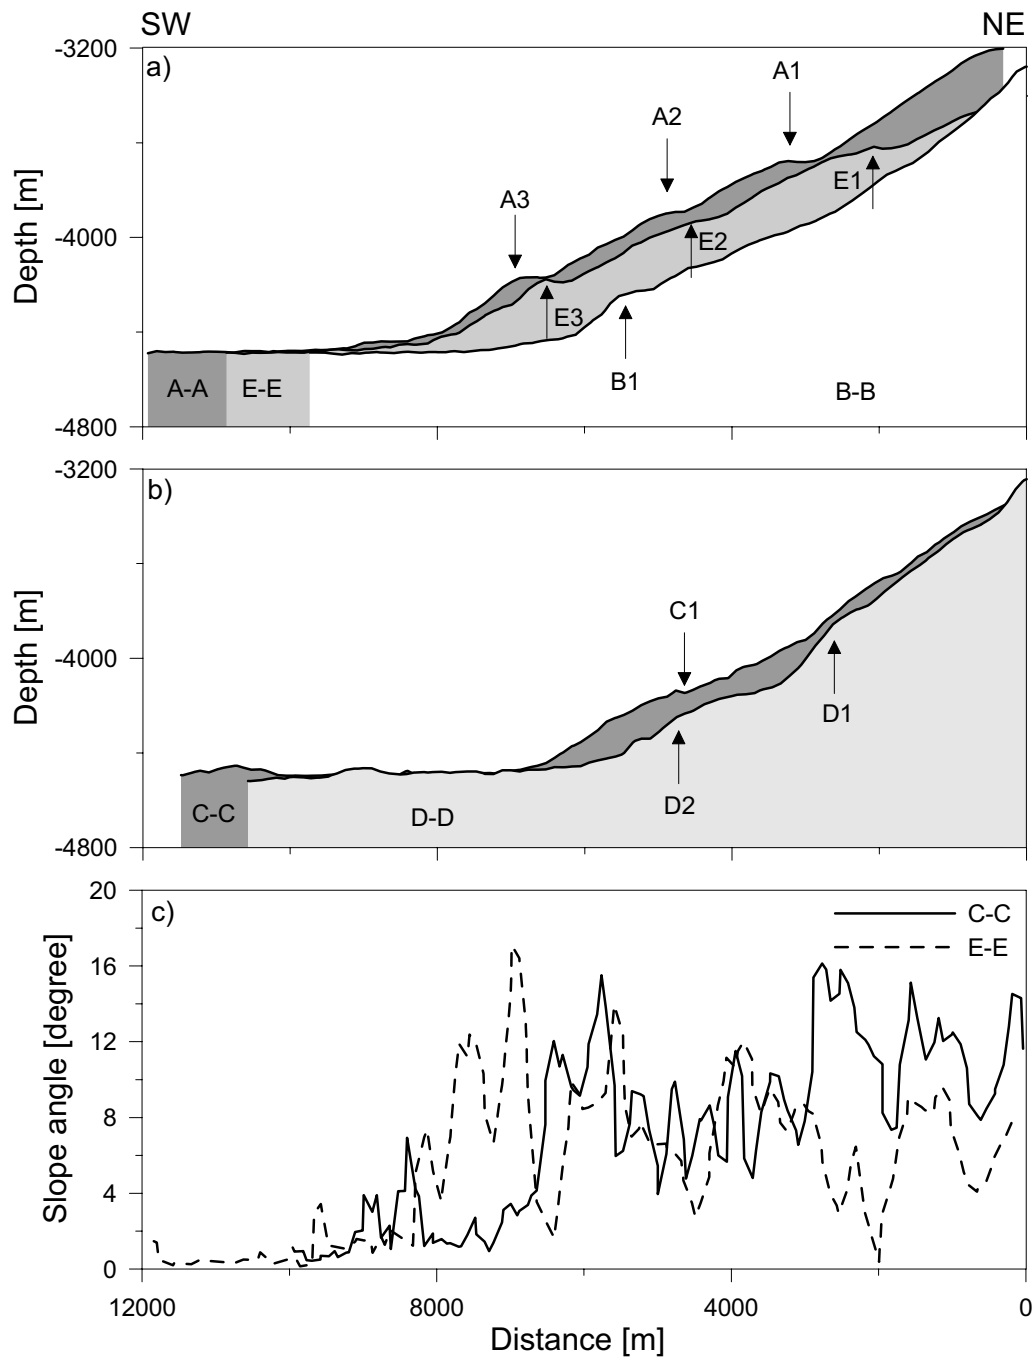 SW NE
-3200
a)
A1
A2
E1
A3
-4000
E2
Depth [m]
E3
B1
A-A E-E B-B
-4800
-3200
b)
C1
-4000
Depth [m]
D1
D2
C-C D-D
-4800
20
c)
C-C
E-E
16
12
Slope angle [degree]
8
4
0
12000 8000 4000 0
Distance [m]